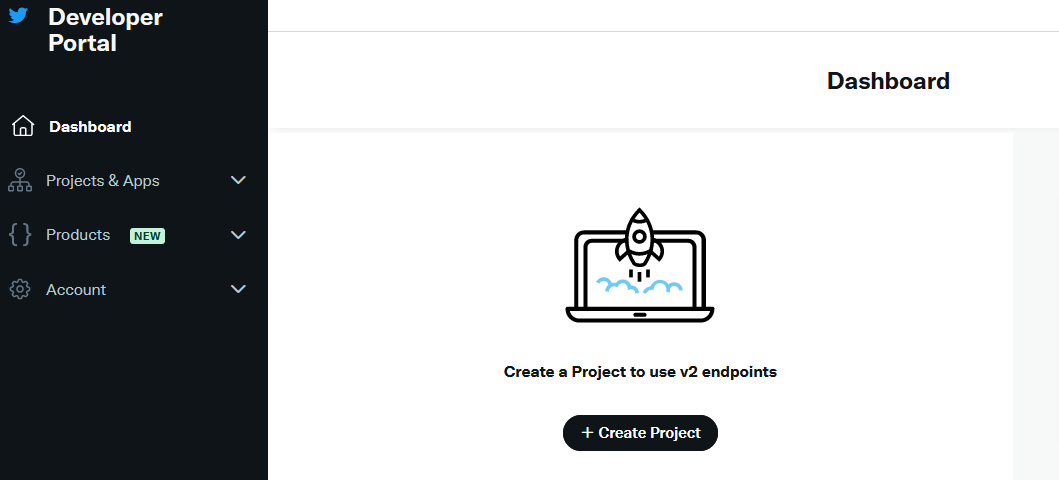 Developer
Portal
Dashboard
Projects & Apps
Products NEW
Account
Dashboard
Create a Project to use v2 endpoints
+ Create Project